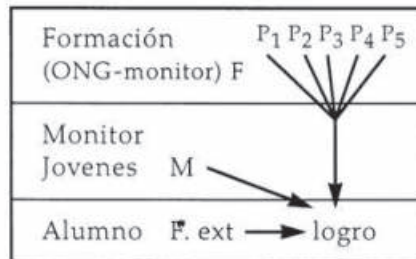 Formación P1 P2 P3 P4 P5
(ONG-monitor) F
Monitor
Jovenes M
Alumno F. ext logro